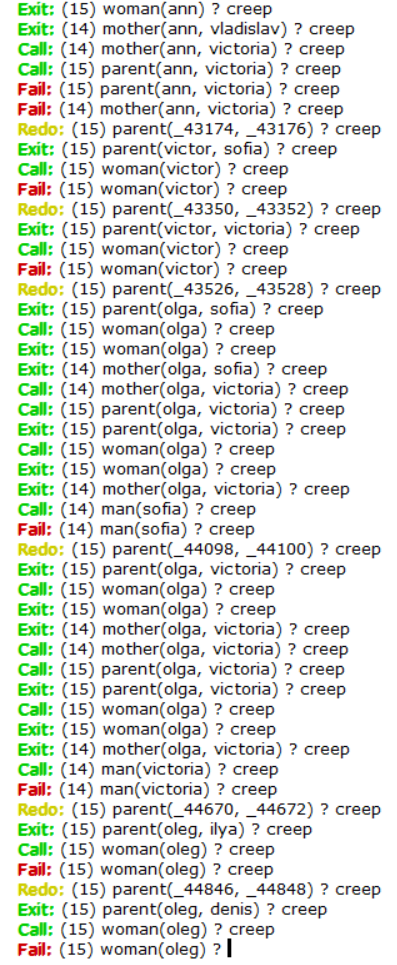 Exit: (15) woman(ann) ? creep
Exit: (14) mother(ann, vladislav) ? creep
Call: (14) mother(ann, victoria) ? creep
Call: (15) parent(ann, victoria) ? creep
Fail: (15) parent(ann, victoria) ? creep
Fail: (14) mother(ann, victoria) ? creep
Redo: (15) parent(_43174, _43176) ? creep
Exit: (15) parent(victor, sofia) ? creep
Call: (15) woman(victor) ? creep
Fail: (15) woman(victor) ? creep
Redo: (15) parent(_43350, _43352) ? creep
Exit: (15) parent(victor, victoria) ? creep
Call: (15) woman(victor) ? creep
Fail: (15) woman(victor) ? creep
Redo: (15) parent(_43526, _43528) ? creep
Exit: (15) parent(olga, sofia) ? creep
Call: (15) woman(olga) ? creep
Exit: (15) woman(olga) ? creep
Exit: (14) mother(olga, sofia) ? creep
Call: (14) mother(olga, victoria) ? creep
Call: (15) parent(olga, victoria) ? creep
Exit: (15) parent(olga, victoria) ? creep
Call: (15) woman(olga) ? creep
Exit: (15) woman(olga) ? creep
Exit: (14) mother(olga, victoria) ? creep
Call: (14) man(sofia) ? creep
Fail: (14) man(sofia) ? creep
Redo: (15) parent(_44098, _44100) ? creep
Exit: (15) parent(olga, victoria) ? creep
Call: (15) woman(olga) ? creep
Exit: (15) woman(olga) ? creep
Exit: (14) mother(olga, victoria) ? creep
Call: (14) mother(olga, victoria) ? creep
Call: (15) parent(olga, victoria) ? creep
Exit: (15) parent(olga, victoria) ? creep
Call: (15) woman(olga) ? creep
Exit: (15) woman(olga) ? creep
Exit: (14) mother(olga, victoria) ? creep
Call: (14) man(victoria) ? creep
Fail: (14) man(victoria) ? creep
Redo: (15) parent(_44670, _44672) ? creep
Exit: (15) parent(oleg, ilya) ? creep
Call: (15) woman(oleg) ? creep
Fail: (15) woman(oleg) ? creep
Redo: (15) parent(_44846, _44848) ? creep
Exit: (15) parent(oleg, denis) ? creep
Call: (15) woman(oleg) ? creep
Fail: (15) woman(oleg) ?